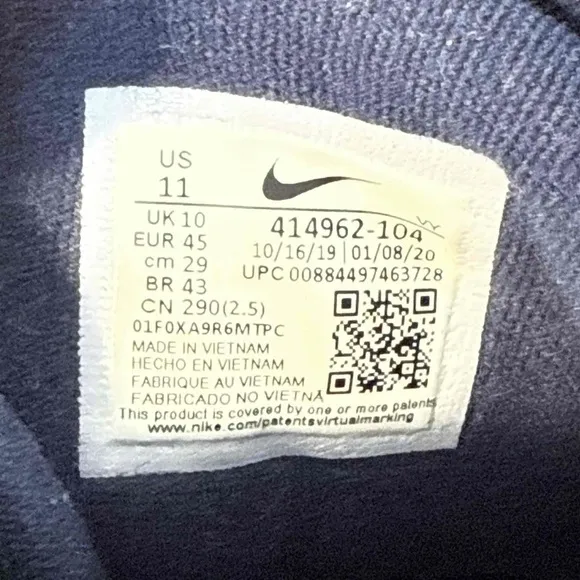 US
11
UK 10
EUR 45
cm 29
BR 43
CN 290(2.5)
414962-104
10/16/19 | 01/08/20
UPC 00884497463728
01F0XA9R6MTPC
MADE IN VIETNAM
HECHO EN VIETNAM
FABRIQUE AU VIETNAM
FABRICADO NO VIETNÃ
This product is covered by one or more patents
www.nike.com/patentsvirtualmarking